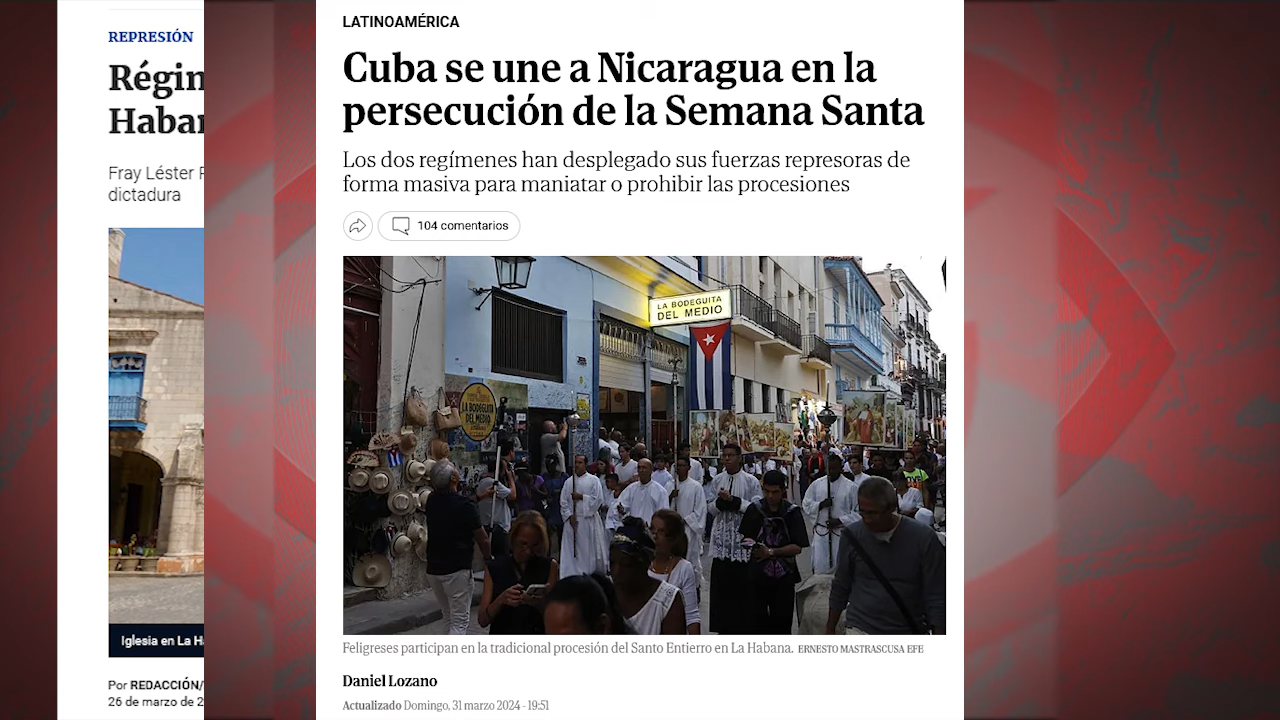 REPRESIÓN
Régin
Haban
Fray Léster
dictadura
Iglesia en La H
Por REDACCIÓN/
26 de marzo de 2
LATINOAMÉRICA
Cuba se une a Nicaragua en la
persecución de la Semana Santa
Los dos regímenes han desplegado sus fuerzas represoras de
forma masiva para maniatar o prohibir las procesiones
104 comentarios
LA BODEGUITA
DEL MEDIO
LA BODEGUITA
DEL MEDIO
Feligreses participan en la tradicional procesión del Santo Entierro en La Habana. ERNESTO MASTRASCUSA EFE
Daniel Lozano
Actualizado Domingo, 31 marzo 2024 - 19:51